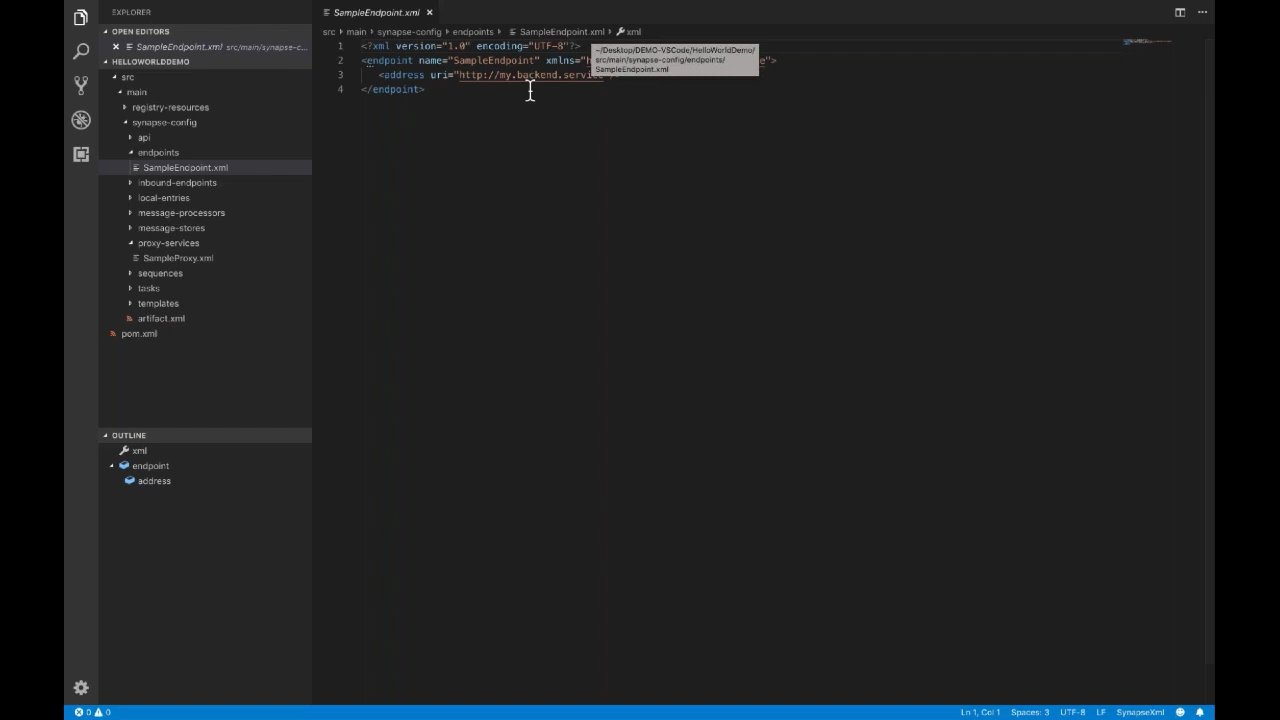 EXPLORER
OPEN EDITORS
SampleEndpoint.xml src/main/synapse-c...
HELLOWORLDDEMO
src
main
registry-resources
synapse-config
api
endpoints
SampleEndpoint.xml
inbound-endpoints
local-entries
message-processors
message-stores
proxy-services
SampleProxy.xml
sequences
tasks
templates
artifact.xml
pom.xml
OUTLINE
xml
endpoint
address
SampleEndpoint.xml
src main synapse-config endpoints SampleEndpoint.xml xml
1 <?xml version="1.0" encoding="UTF-8"?>
2 <endpoint name="SampleEndpoint" xmlns="h
3 <address uri="http://my.backend.service
4 </endpoint>
~/Desktop/DEMO-VSCode/HelloWorldDemo/
src/main/synapse-config/endpoints/
SampleEndpoint.xml
0 0
Ln 1, Col 1 Spaces: 3 UTF-8 LF SynapseXml